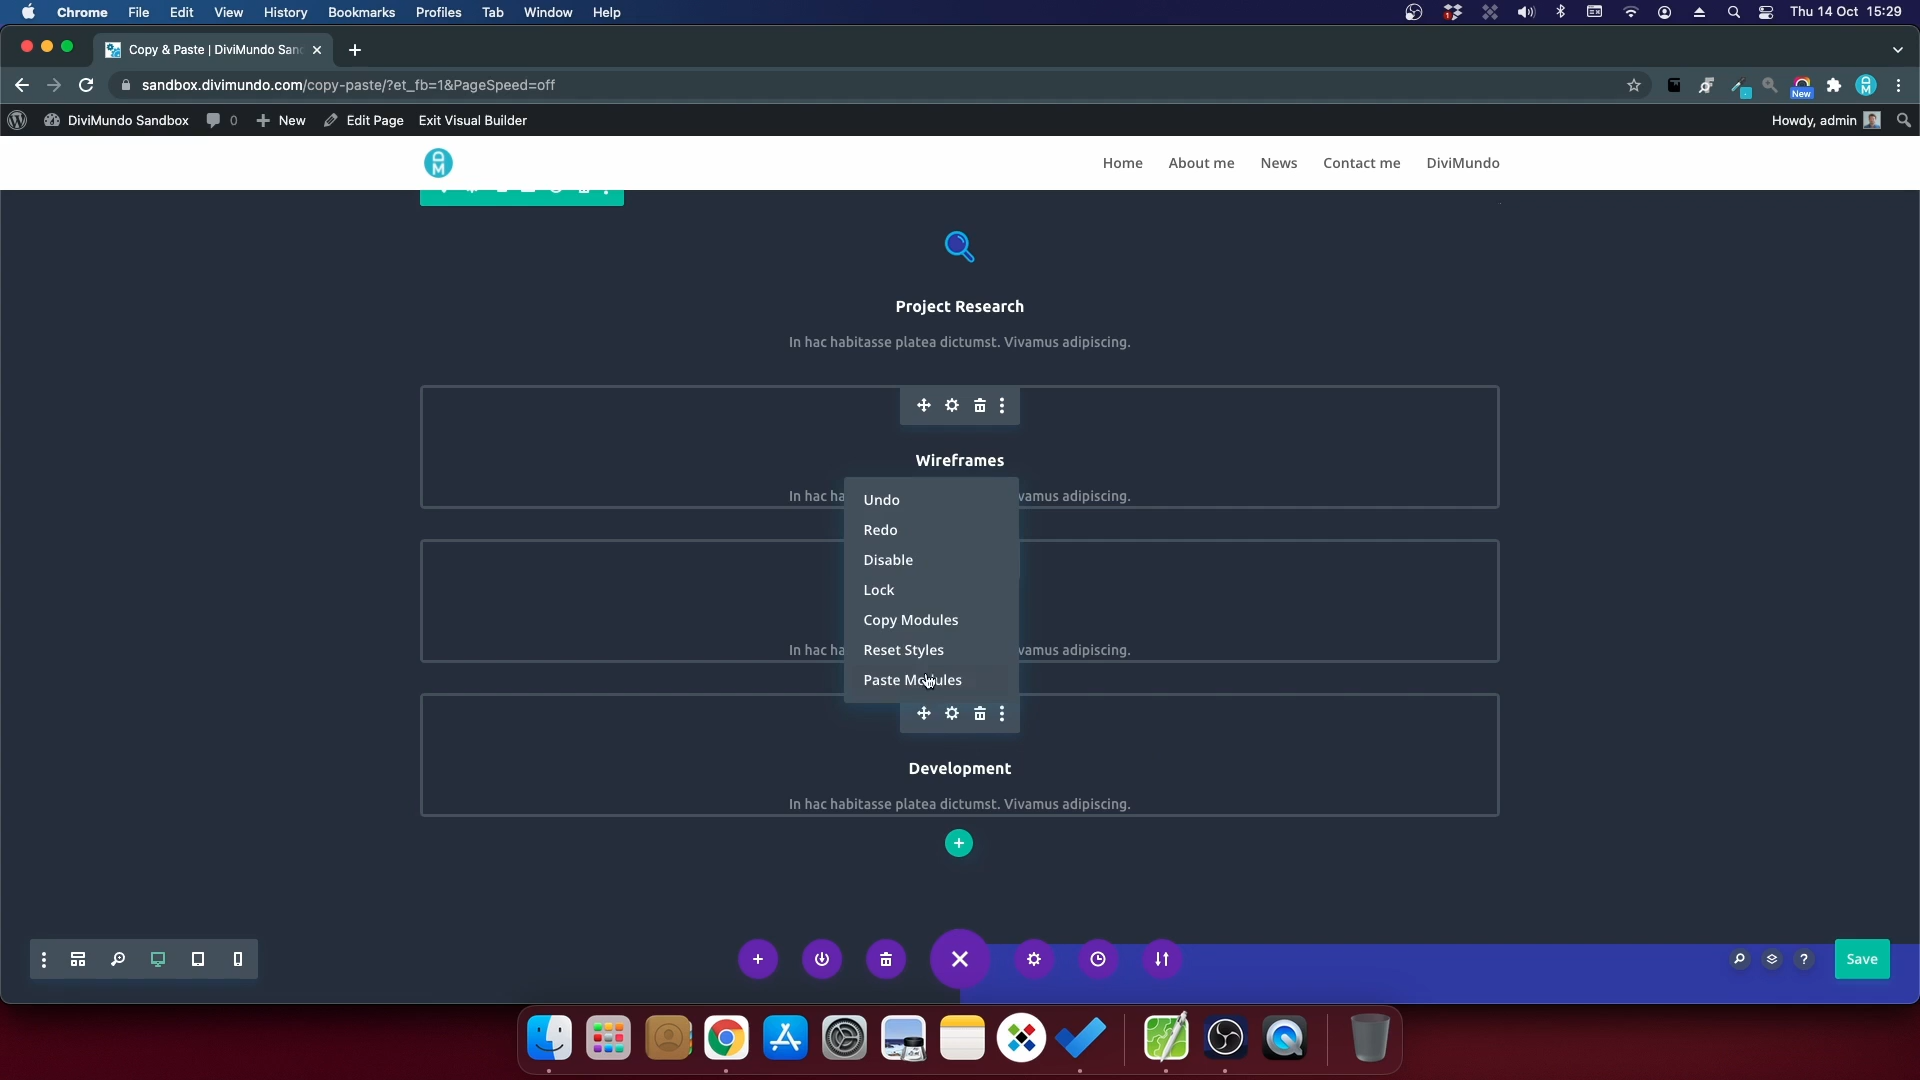 Chrome File Edit View History Bookmarks Profiles Tab Window Help Thu 14 Oct 15:29
Copy & Paste | DiviMundo San
sandbox.divimundo.com/copy-paste/?et_fb=1&PageSpeed=off
New
DiviMundo Sandbox 0 New Edit Page Exit Visual Builder Howdy, admin
Home About me News Contact me DiviMundo
Project Research
In hac habitasse platea dictumst. Vivamus adipiscing.
Wireframes
In hac ha vamus adipiscing.
Undo
Redo
Disable
Lock
Copy Modules
Reset Styles
In hac ha vamus adipiscing.
Paste Modules
Development
In hac habitasse platea dictumst. Vivamus adipiscing.
Save